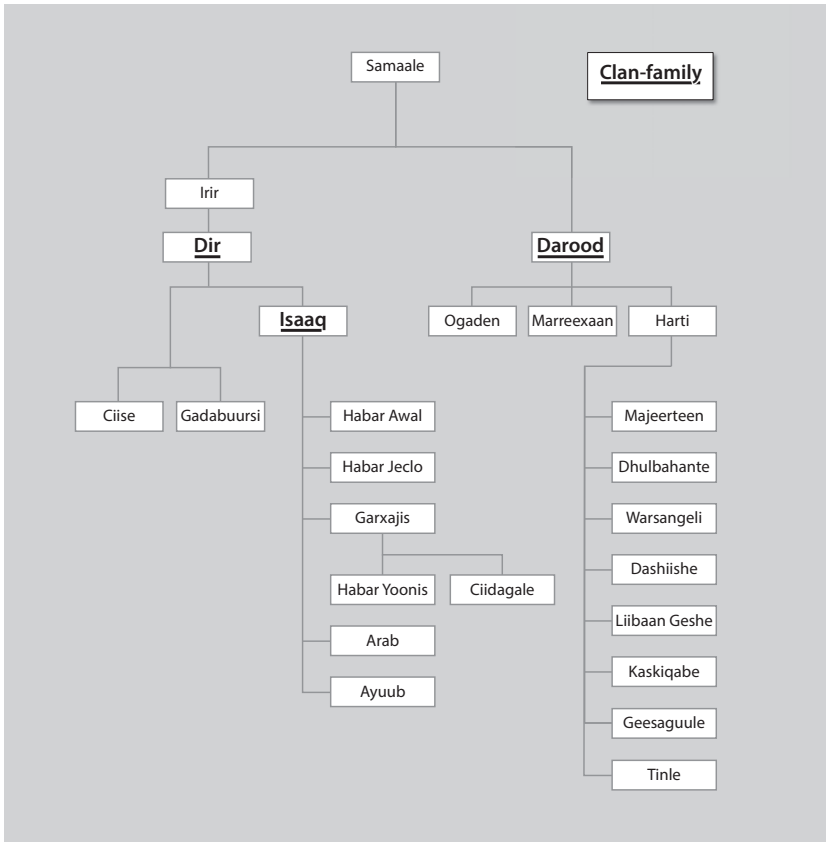 Samaale
Clan-family
Irir
Dir
Darood
Isaaq
Ogaden
Marreexaan
Harti
Ciise
Gadabuursi
Habar Awal
Majeerteen
Habar Jeclo
Dhulbahante
Garxajis
Warsangeli
Dashiishe
Habar Yoonis
Ciidagale
Liibaan Geshe
Arab
Kaskiqabe
Ayuub
Geesaguule
Tinle